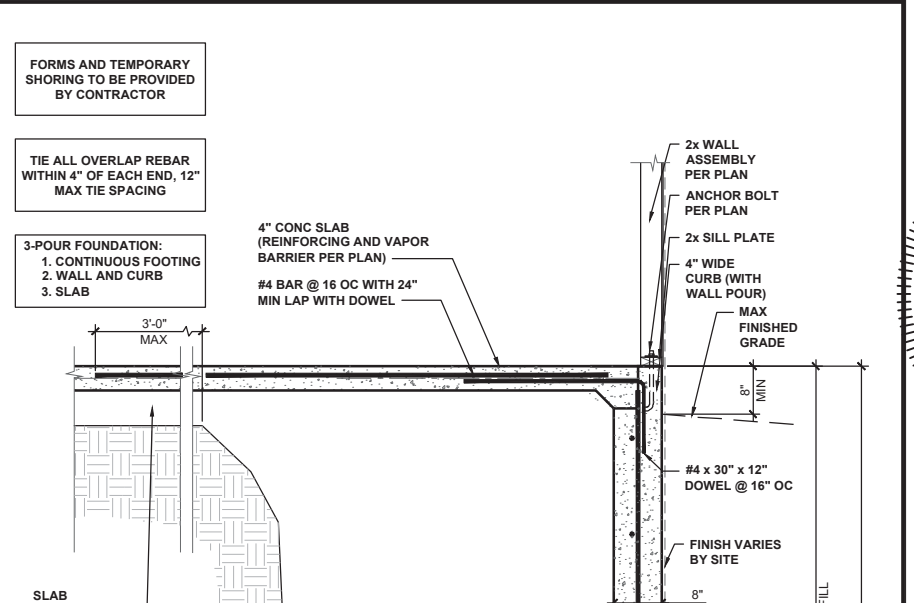 FORMS AND TEMPORARY
SHORING TO BE PROVIDED
BY CONTRACTOR
TIE ALL OVERLAP REBAR
WITHIN 4" OF EACH END, 12"
MAX TIE SPACING
3-POUR FOUNDATION:
1. CONTINUOUS FOOTING
2. WALL AND CURB
3. SLAB
3'-0"
MAX
4" CONC SLAB
(REINFORCING AND VAPOR
BARRIER PER PLAN)
#4 BAR @ 16 OC WITH 24"
MIN LAP WITH DOWEL
2x WALL
ASSEMBLY
PER PLAN
ANCHOR BOLT
PER PLAN
2x SILL PLATE
4" WIDE
CURB (WITH
WALL POUR)
MAX
FINISHED
GRADE
8"
MIN
#4 x 30" x 12"
DOWEL @ 16" OC
FINISH VARIES
BY SITE
8"
FILL
SLAB